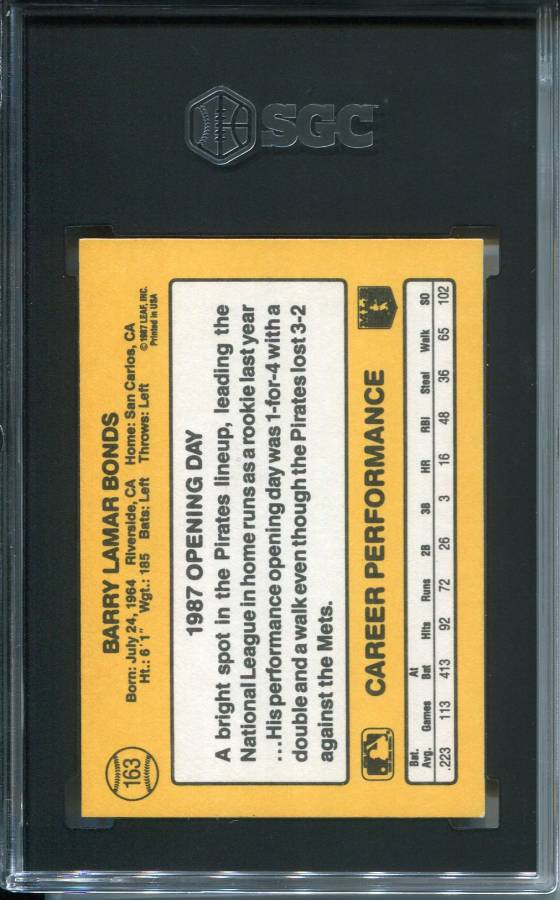 SGC
163
BARRY LAMAR BONDS
Born: July 24, 1964 Riverside, CA Home: San Carlos, CA
Ht.: 6'1" Wgt.: 185 Bats: Left Throws: Left
©1987 LEAF, INC.
Printed in USA
1987 OPENING DAY
A bright spot in the Pirates lineup, leading the
National League in home runs as a rookie last year
...His performance opening day was 1-for-4 with a
double and a walk even though the Pirates lost 3-2
against the Mets.
CAREER PERFORMANCE
Bat. Avg. Games At Bat Hits Runs 2B 3B HR RBI Steal Walk SO
.223 113 413 92 72 26 3 16 48 36 65 102